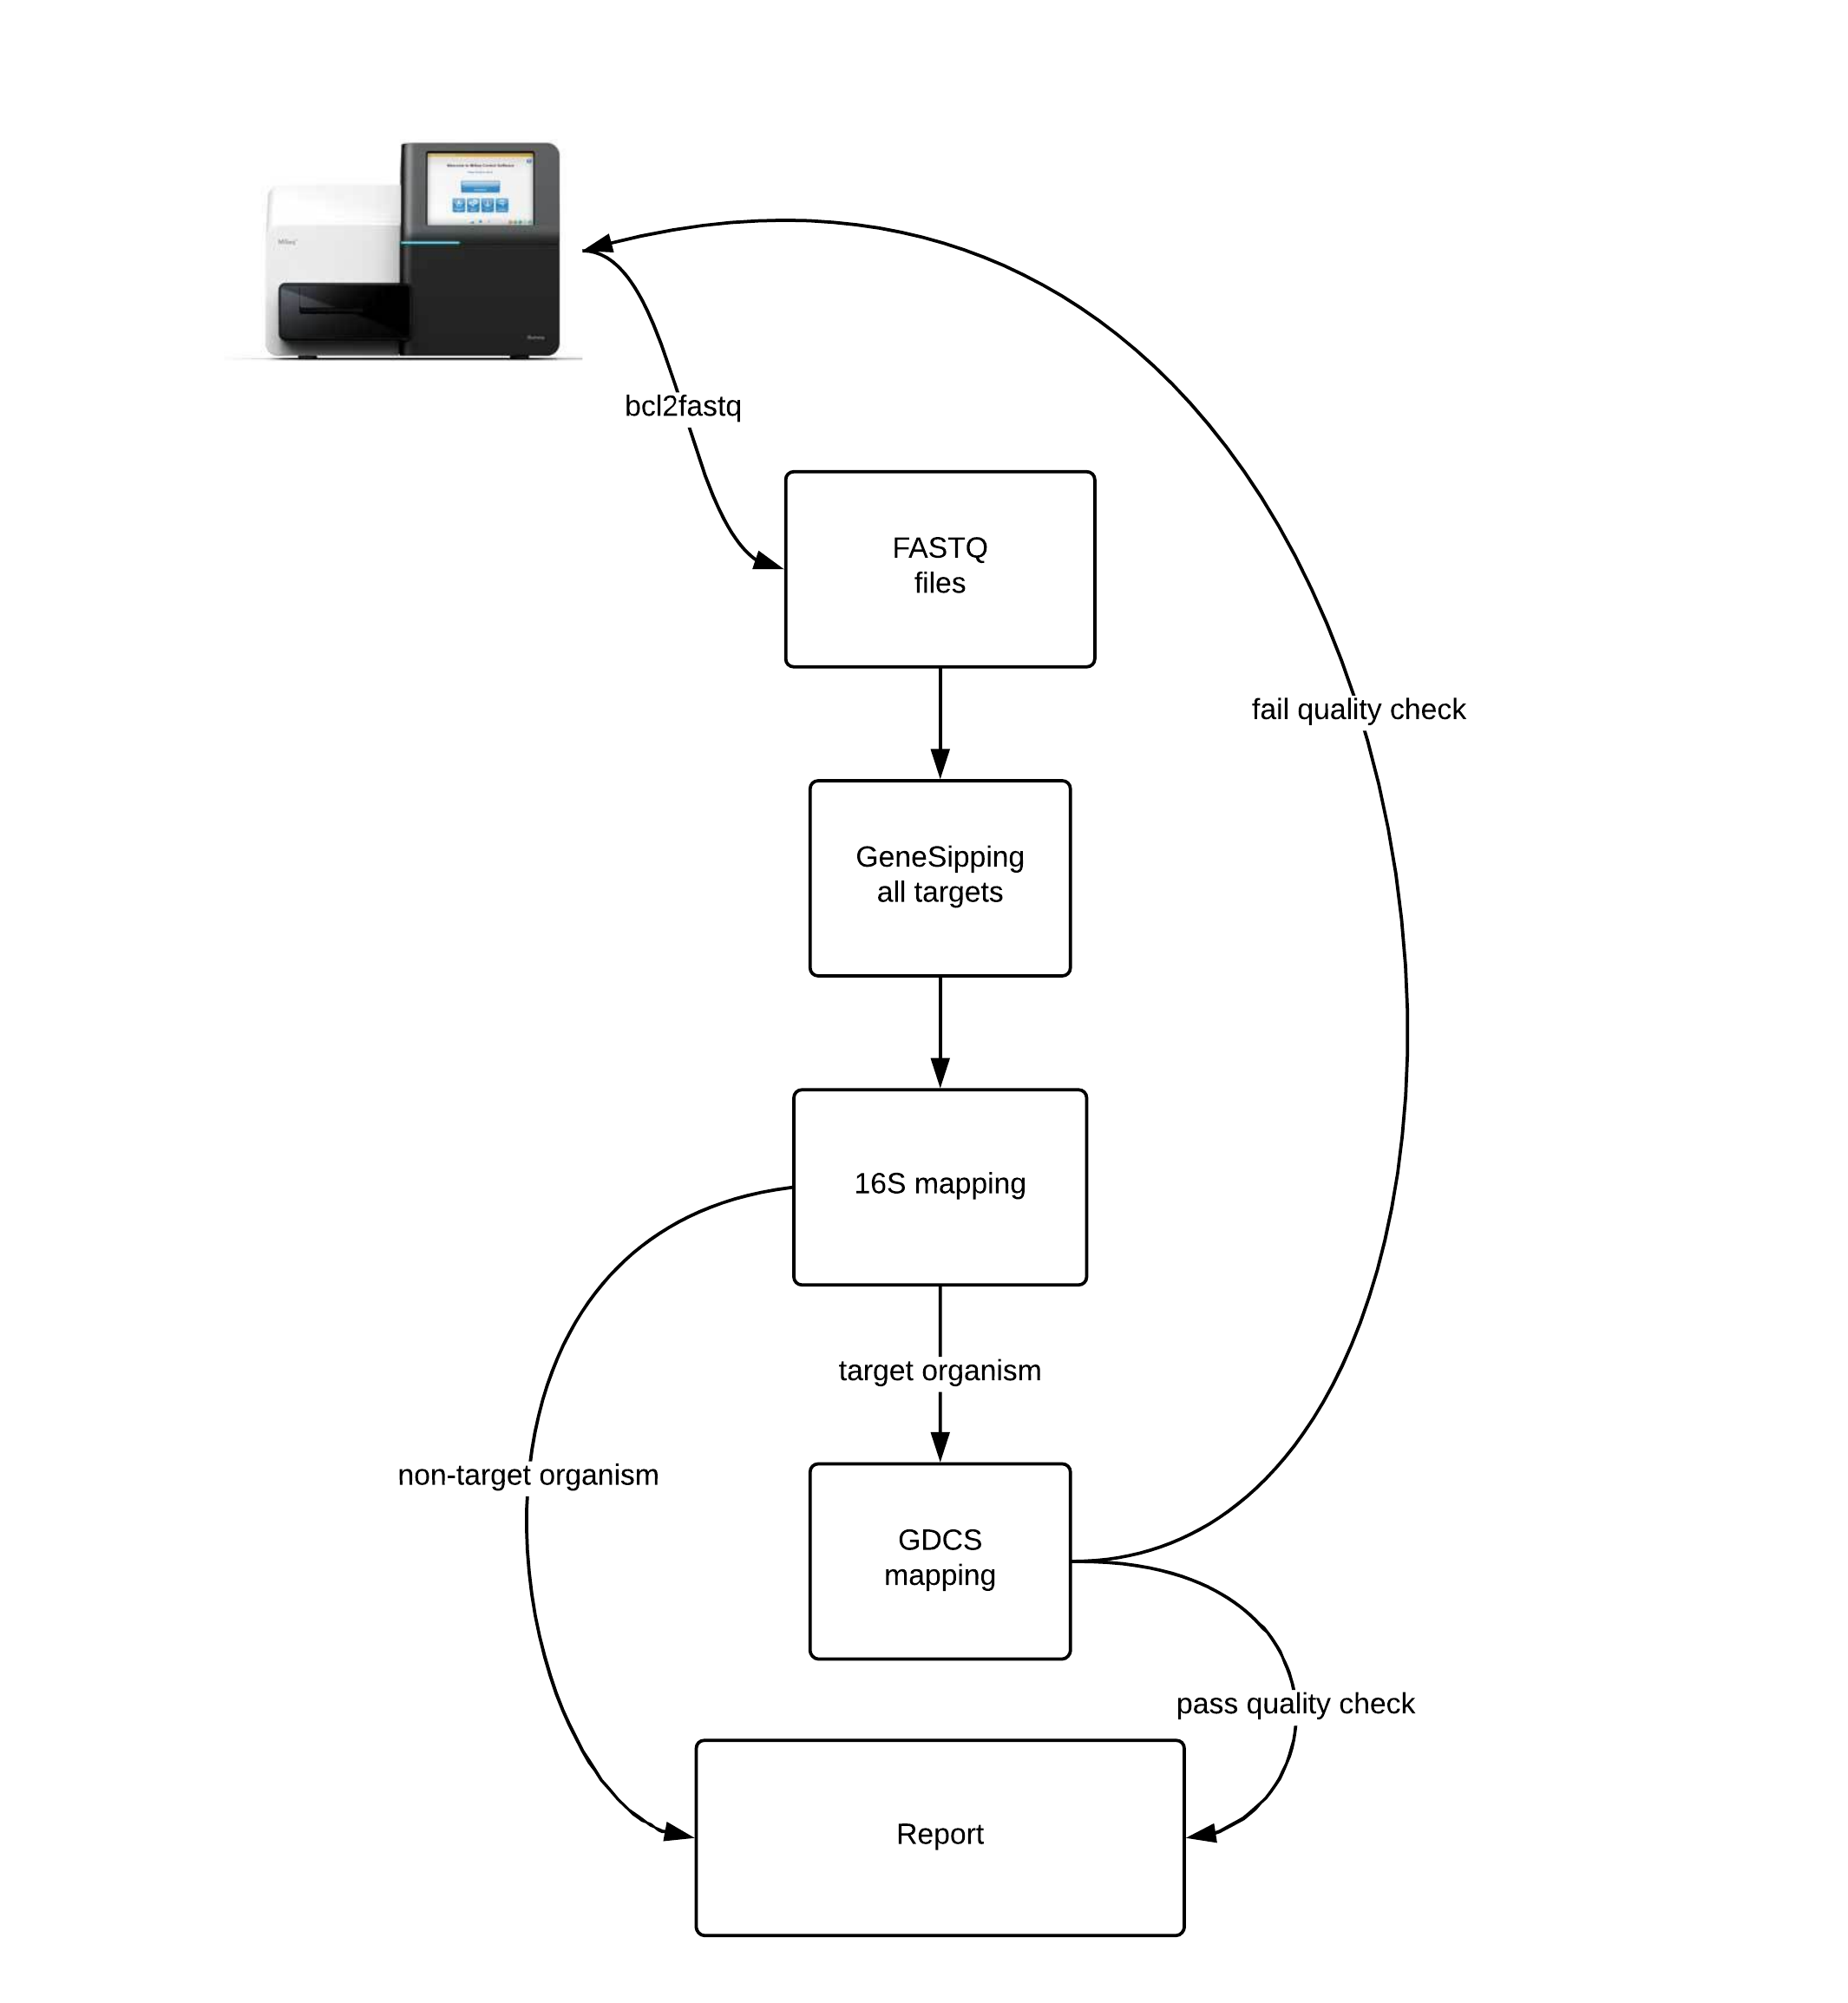 MiSeq
bcl2fastq
FASTQ
files
fail quality check
GeneSipping
all targets
16S mapping
target organism
non-target organism
GDCS
mapping
pass quality check
Report